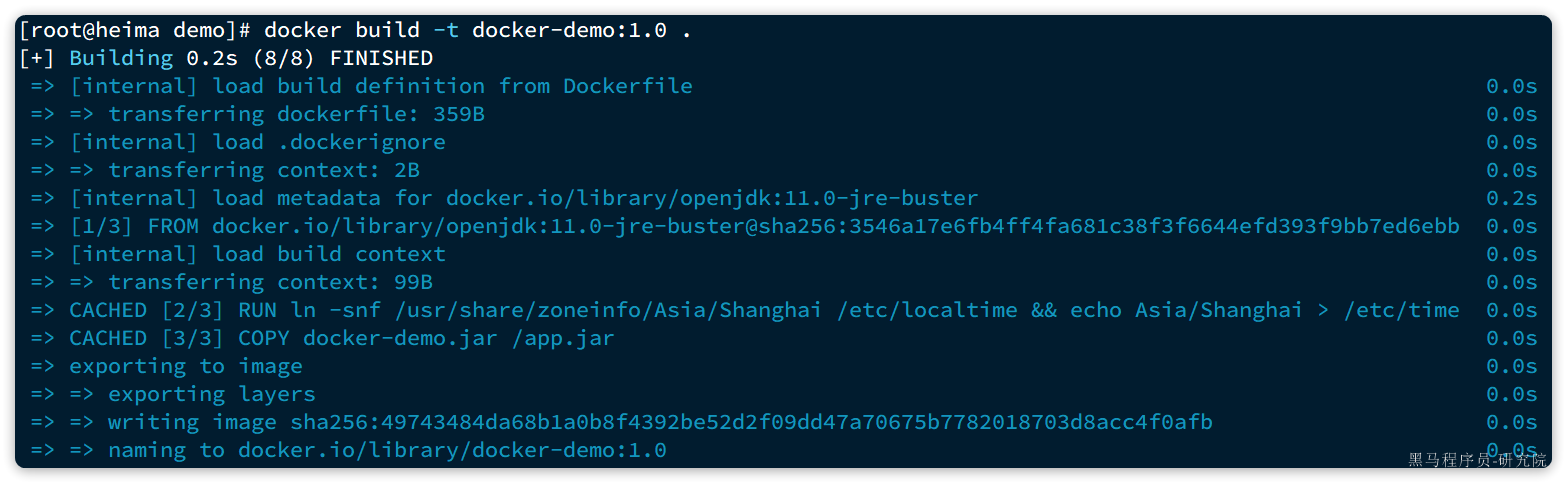 [root@heima demo]# docker build -t docker-demo:1.0 .
[+] Building 0.2s (8/8) FINISHED
=> [internal] load build definition from Dockerfile 0.0s
=> => transferring dockerfile: 359B 0.0s
=> [internal] load .dockerignore 0.0s
=> => transferring context: 2B 0.0s
=> [internal] load metadata for docker.io/library/openjdk:11.0-jre-buster 0.2s
=> [1/3] FROM docker.io/library/openjdk:11.0-jre-buster@sha256:3546a17e6fb4ff4fa681c38f3f6644efd393f9bb7ed6ebb 0.0s
=> [internal] load build context 0.0s
=> => transferring context: 99B 0.0s
=> CACHED [2/3] RUN ln -snf /usr/share/zoneinfo/Asia/Shanghai /etc/localtime && echo Asia/Shanghai > /etc/time 0.0s
=> CACHED [3/3] COPY docker-demo.jar /app.jar 0.0s
=> exporting to image 0.0s
=> => exporting layers 0.0s
=> => writing image sha256:49743484da68b1a0b8f4392be52d2f09dd47a70675b7782018703d8acc4f0afb 0.0s
=> => naming to docker.io/library/docker-demo:1.0 0.0s
黑马程序员-研究院